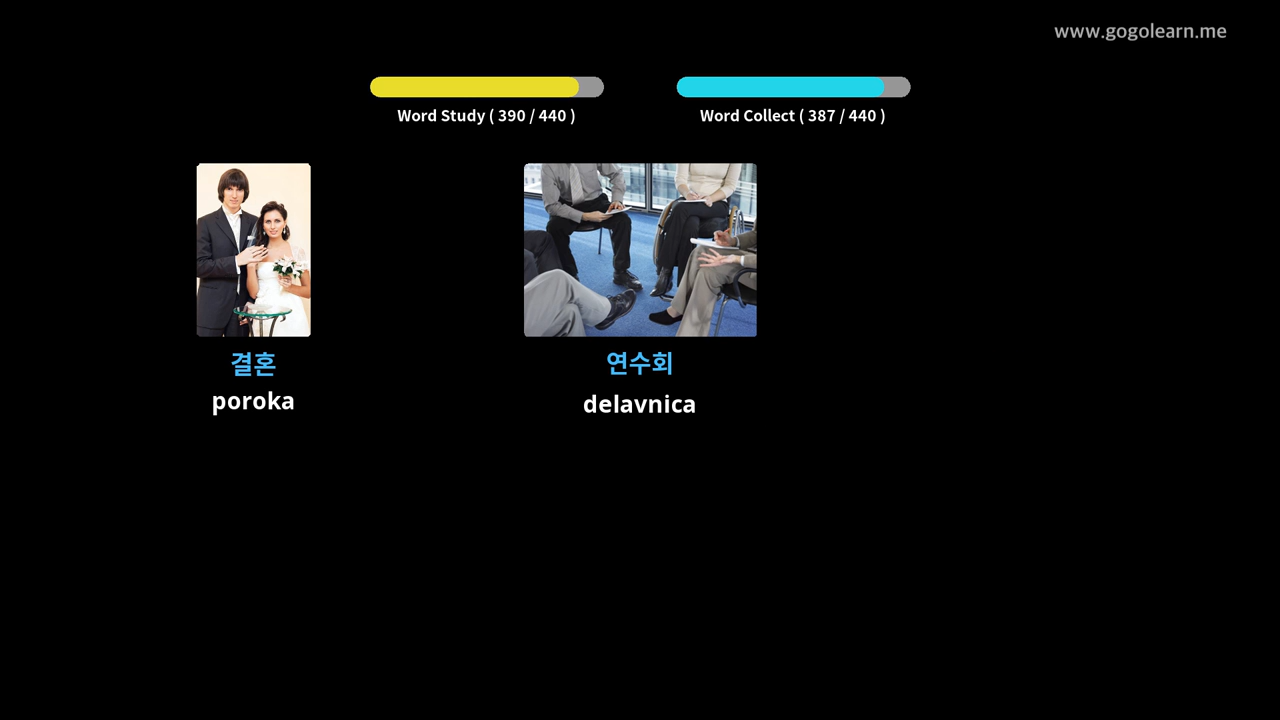 www.gogolearn.me
Word Study ( 390 / 440 )
Word Collect ( 387 / 440 )
결혼
poroka
연수회
delavnica